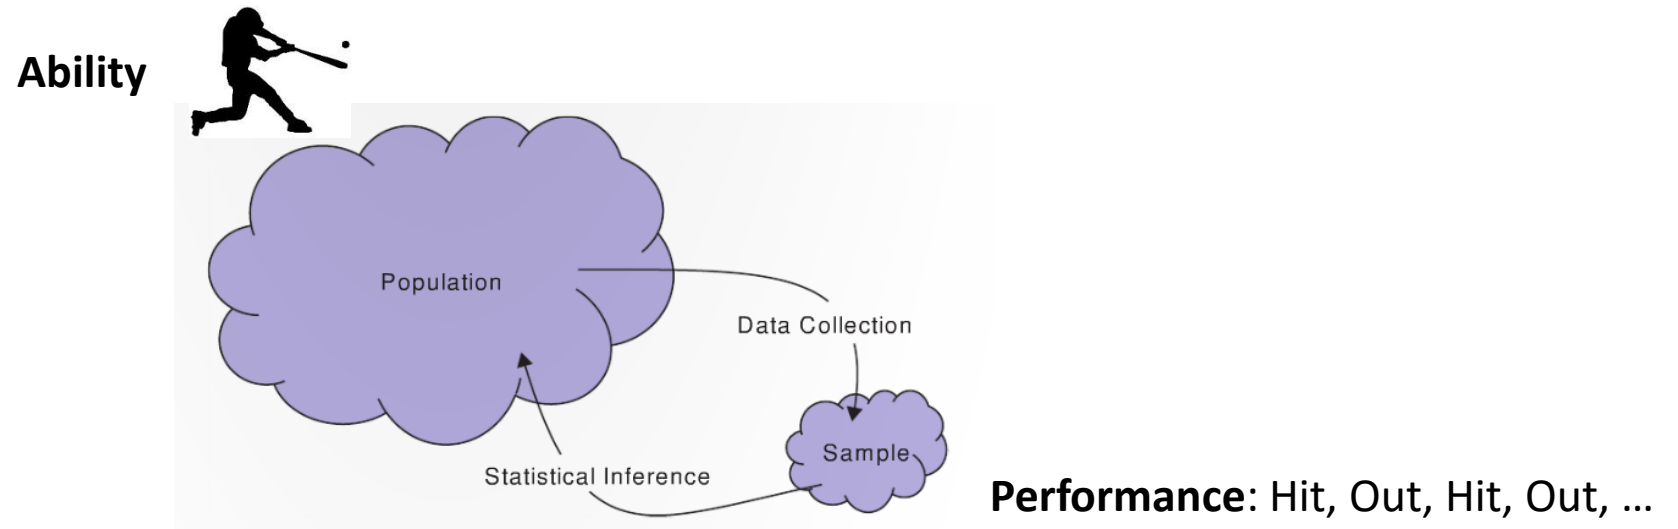 Ability
Population
Data Collection
Sample
Statistical Inference
Performance: Hit, Out, Hit, Out, …